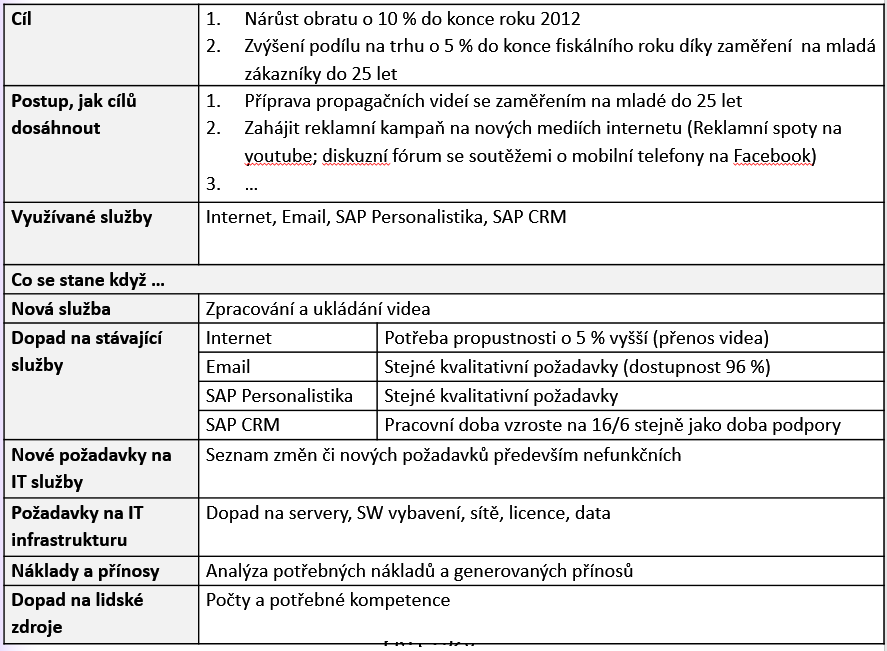 Cíl
1. Nárůst obratu o 10 % do konce roku 2012
2. Zvýšení podílu na trhu o 5 % do konce fiskálního roku díky zaměření na mladá
zákazníky do 25 let
Postup, jak cílů
dosáhnout
1. Příprava propagačních videí se zaměřením na mladé do 25 let
2. Zahájit reklamní kampaň na nových mediích internetu (Reklamní spoty na
youtube; diskuzní fórum se soutěžemi o mobilní telefony na Facebook)
3. …
Využívané služby
Internet, Email, SAP Personalistika, SAP CRM
Co se stane když …
Nová služba
Zpracování a ukládání videa
Dopad na stávající
služby
Internet
Potřeba propustnosti o 5 % vyšší (přenos videa)
Email
Stejné kvalitativní požadavky (dostupnost 96 %)
SAP Personalistika
Stejné kvalitativní požadavky
SAP CRM
Pracovní doba vzroste na 16/6 stejně jako doba podpory
Nové požadavky na
IT služby
Seznam změn či nových požadavků především nefunkčních
Požadavky na IT
infrastrukturu
Dopad na servery, SW vybavení, sítě, licence, data
Náklady a přínosy
Analýza potřebných nákladů a generovaných přínosů
Dopad na lidské
zdroje
Počty a potřebné kompetence